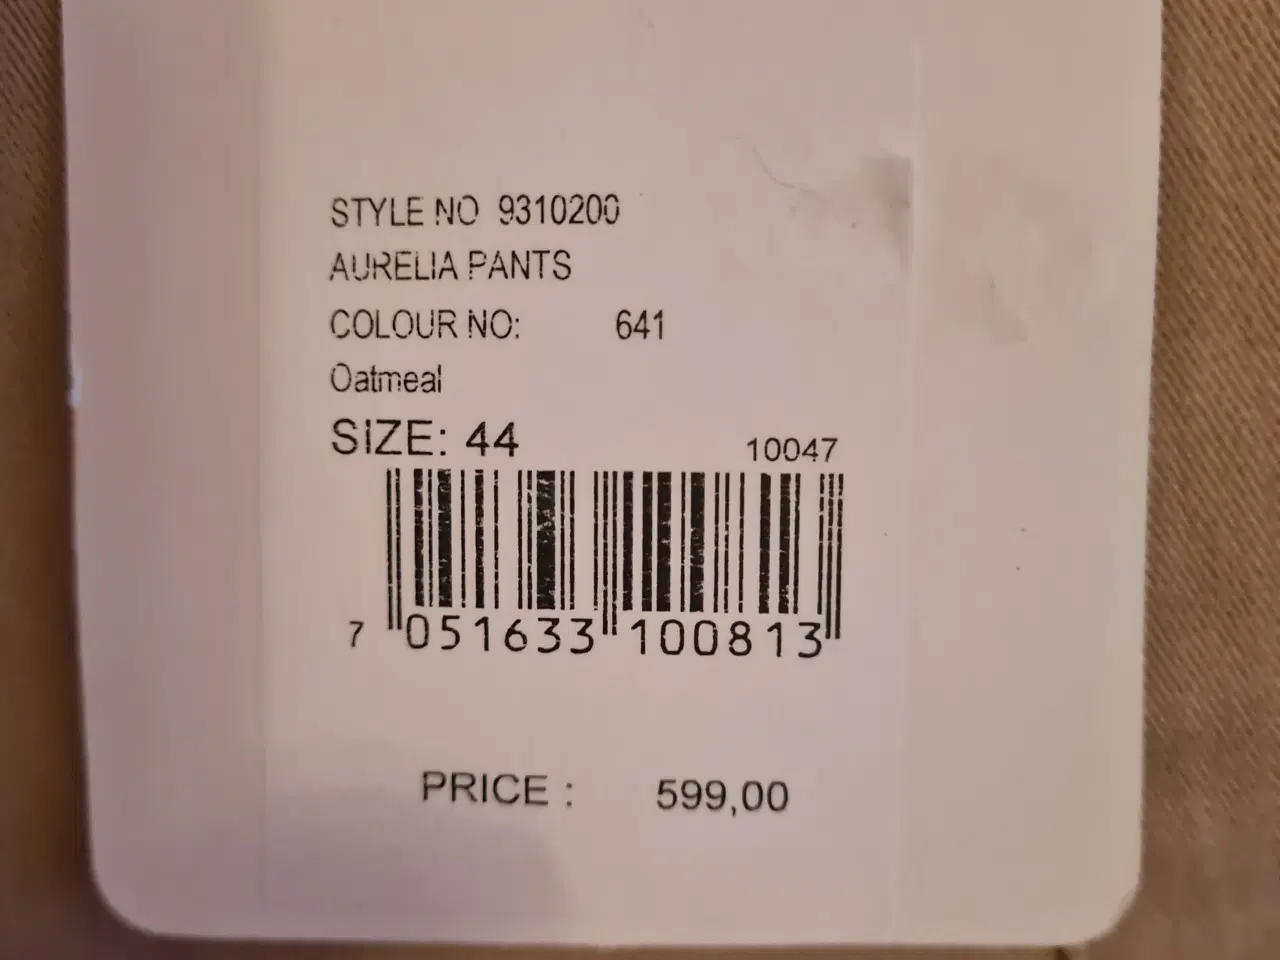 STYLE NO 9310200
AURELIA PANTS
COLOUR NO: 641
Oatmeal
SIZE: 44 10047
7 051633 100813
PRICE : 599,00